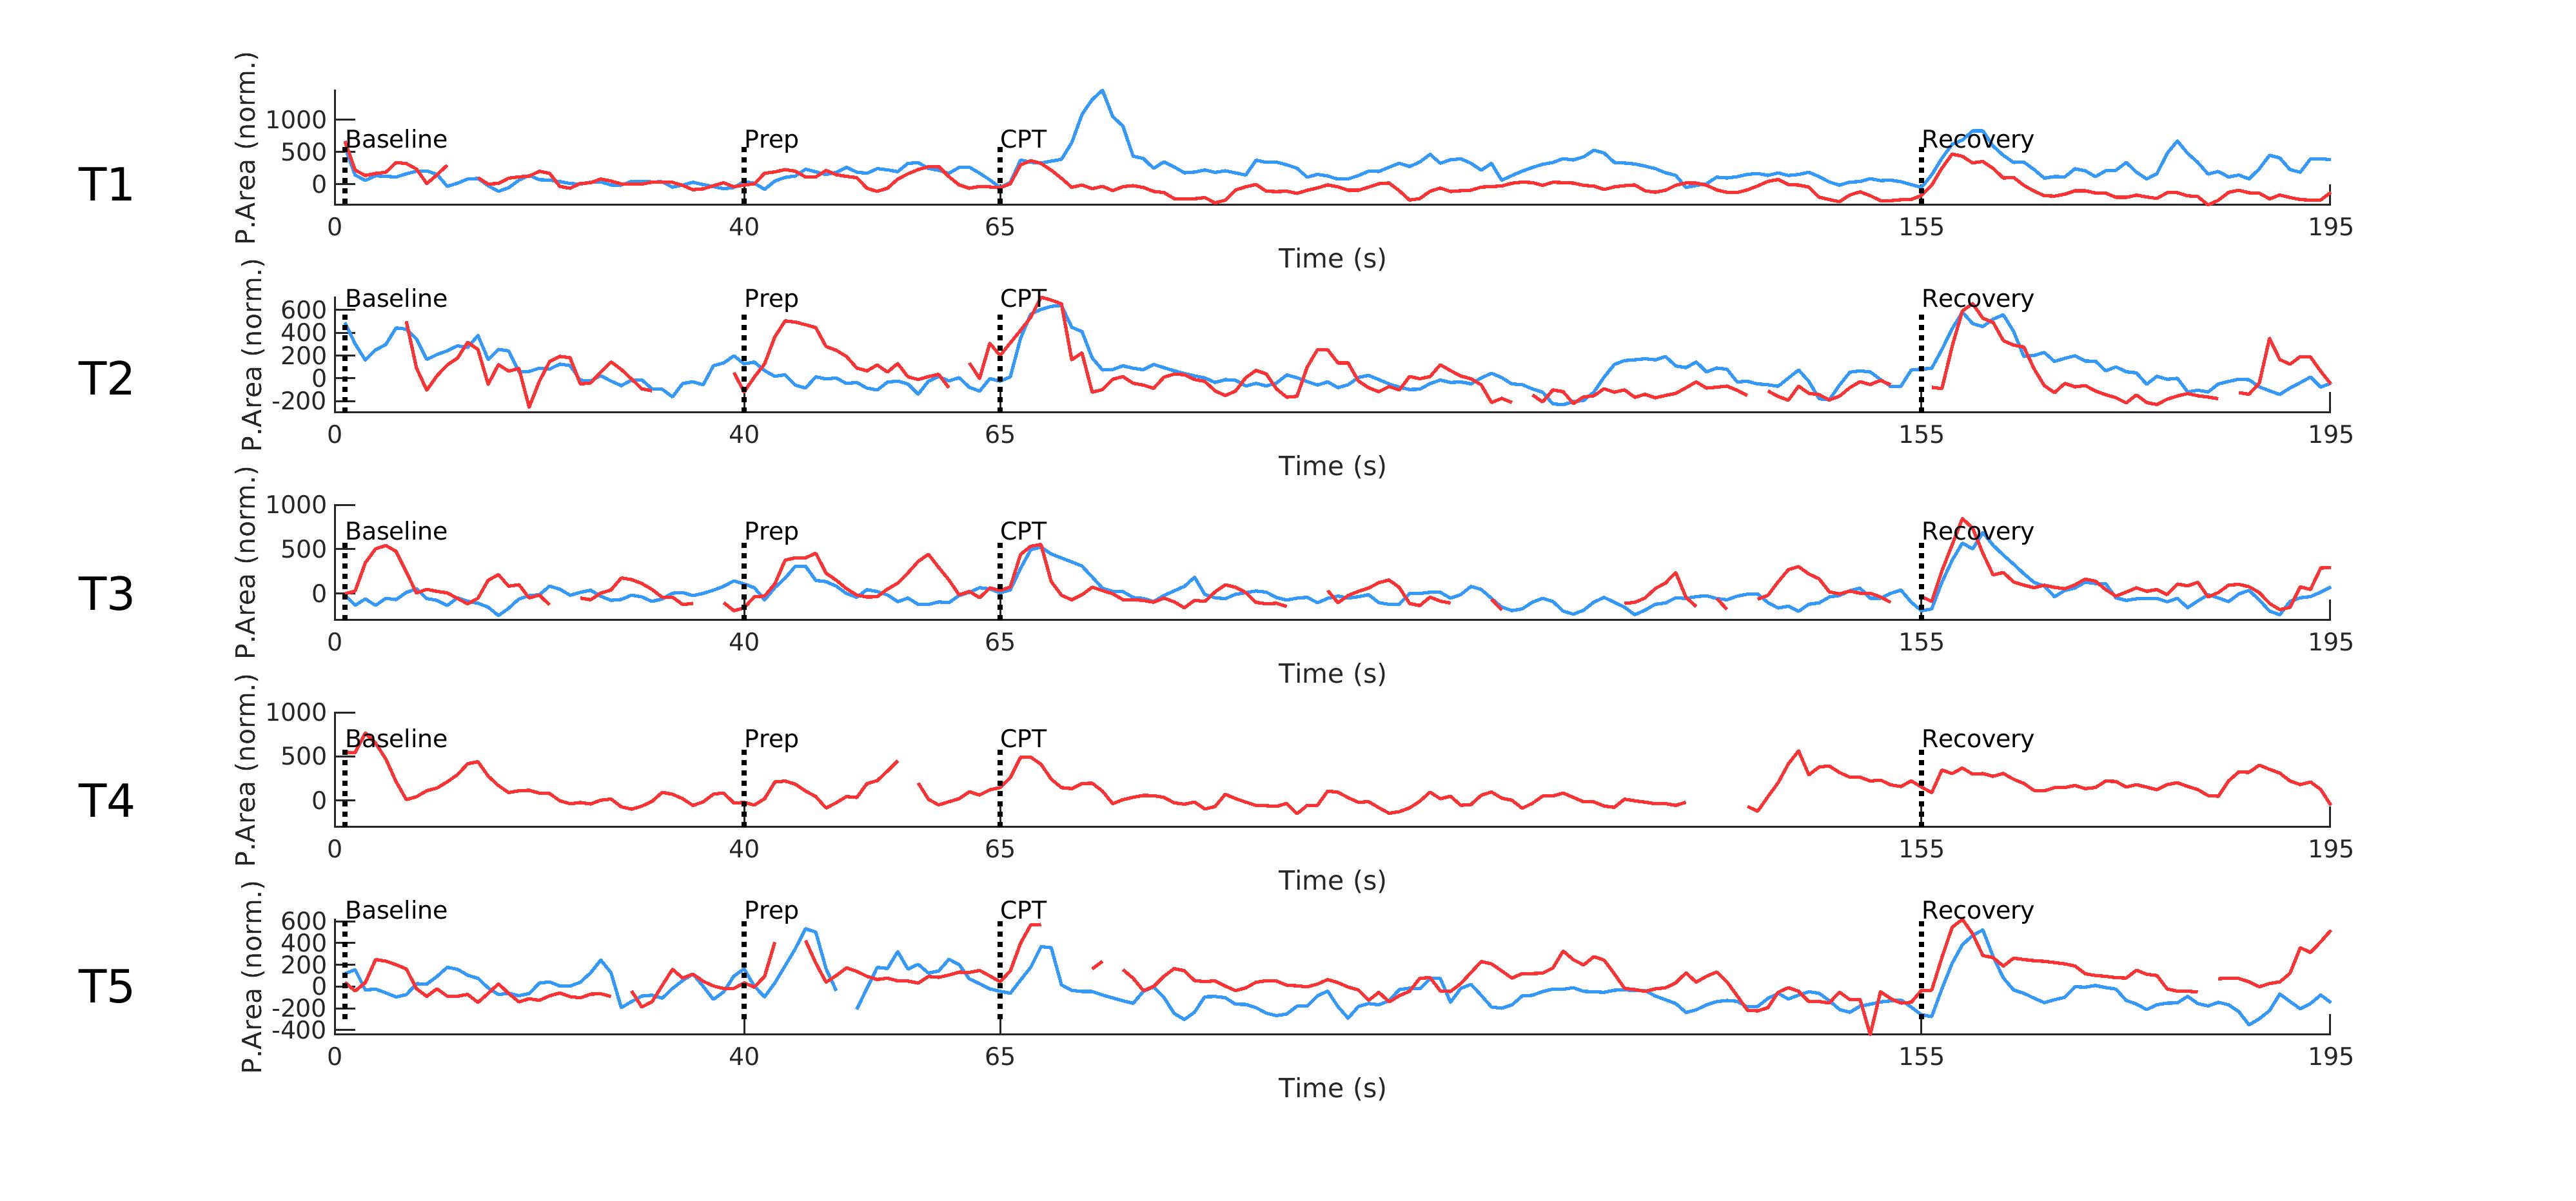 T1
P.Area (norm.)
1000
500
0
Baseline
Prep
CPT
Recovery
0 40 65 155 195
Time (s)
T2
P.Area (norm.)
600
400
200
0
-200
Baseline
Prep
CPT
Recovery
0 40 65 155 195
Time (s)
T3
P.Area (norm.)
1000
500
0
Baseline
Prep
CPT
Recovery
0 40 65 155 195
Time (s)
T4
P.Area (norm.)
1000
500
0
Baseline
Prep
CPT
Recovery
0 40 65 155 195
Time (s)
T5
P.Area (norm.)
600
400
200
0
-200
-400
Baseline
Prep
CPT
Recovery
0 40 65 155 195
Time (s)